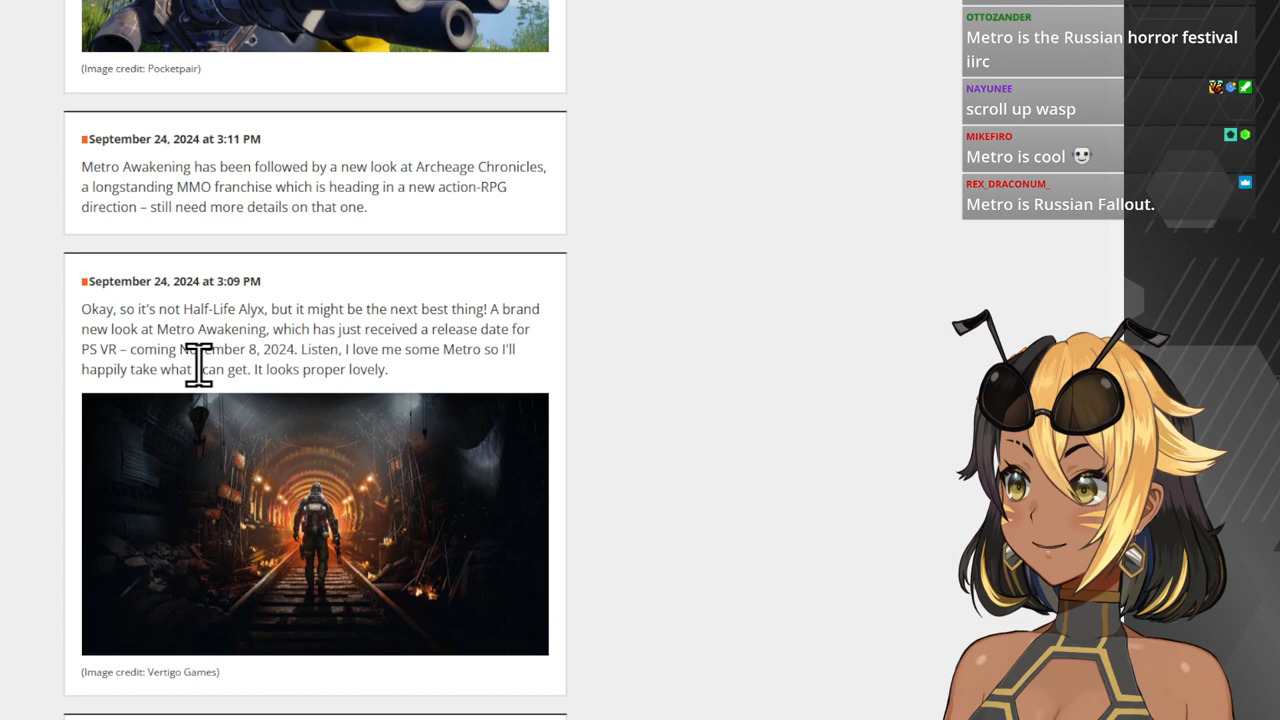 (Image credit: Pocketpair)
September 24, 2024 at 3:11 PM
Metro Awakening has been followed by a new look at Archeage Chronicles,
a longstanding MMO franchise which is heading in a new action-RPG
direction – still need more details on that one.
September 24, 2024 at 3:09 PM
Okay, so it's not Half-Life Alyx, but it might be the next best thing! A brand
new look at Metro Awakening, which has just received a release date for
PS VR – coming November 8, 2024. Listen, I love me some Metro so I'll
happily take what I can get. It looks proper lovely.
(Image credit: Vertigo Games)
OTTOZANDER
Metro is the Russian horror festival
iirc
NAYUNEE
scroll up wasp
MIKEFIRO
Metro is cool
REX_DRACONUM_
Metro is Russian Fallout.